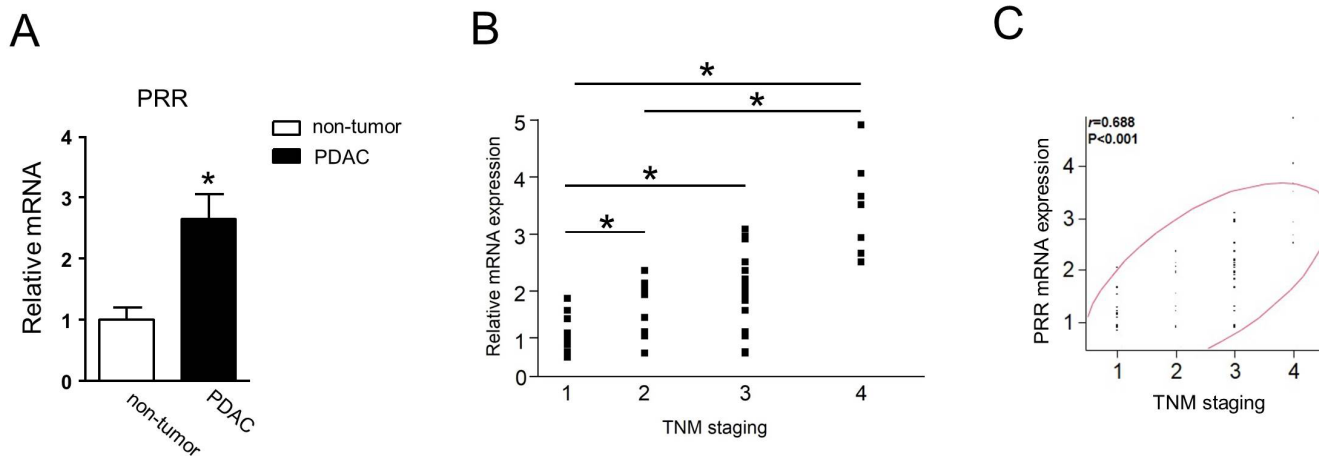 A
PRR
non-tumor
PDAC
Relative mRNA
4
3
2
1
0
*
non-tumor
PDAC
B
*
*
*
*
Relative mRNA expression
5
4
3
2
1
0
1 2 3 4
TNM staging
C
r=0.688
P<0.001
PRR mRNA expression
4
3
2
1
1 2 3 4
TNM staging